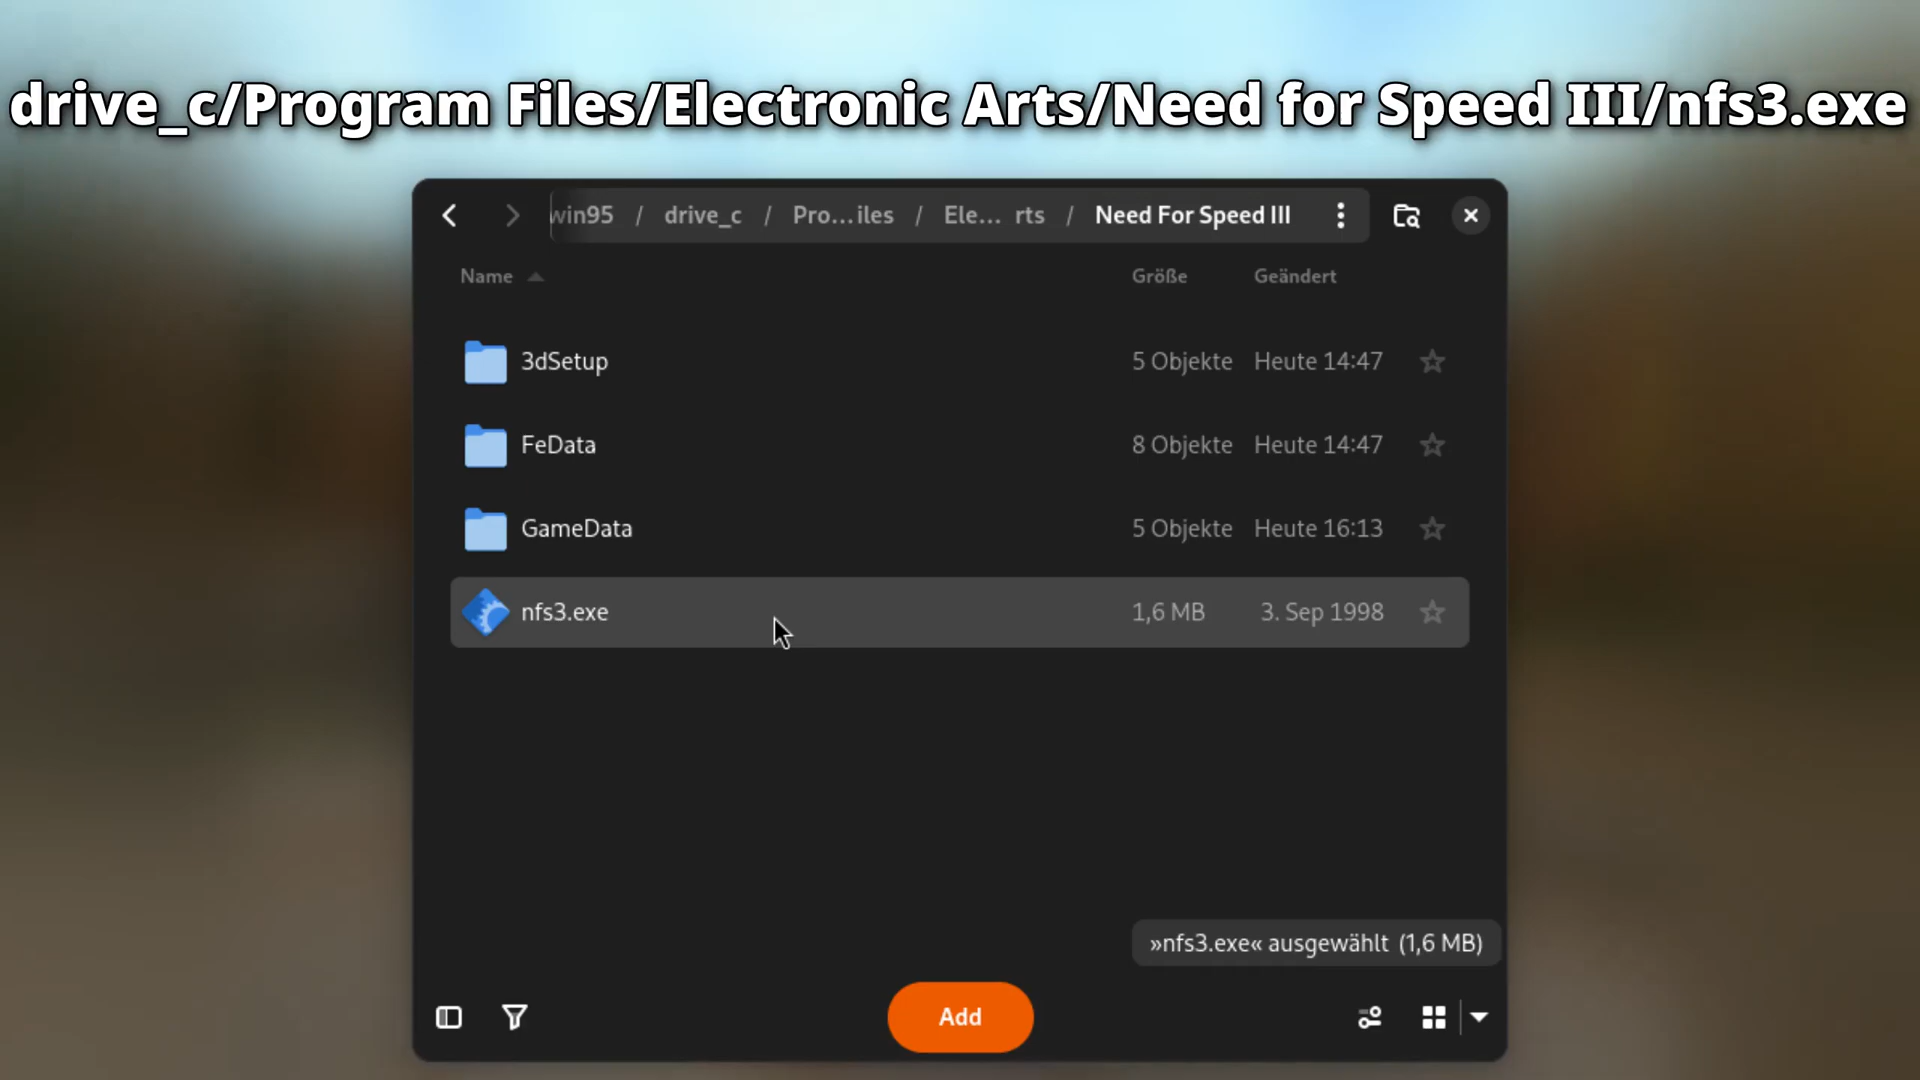 drive_c/Program Files/Electronic Arts/Need for Speed III/nfs3.exe
win95 / drive_c / Pro…iles / Ele… rts / Need For Speed III
Name Größe Geändert
3dSetup 5 Objekte Heute 14:47
FeData 8 Objekte Heute 14:47
GameData 5 Objekte Heute 16:13
nfs3.exe 1,6 MB 3. Sep 1998
»nfs3.exe« ausgewählt (1,6 MB)
Add